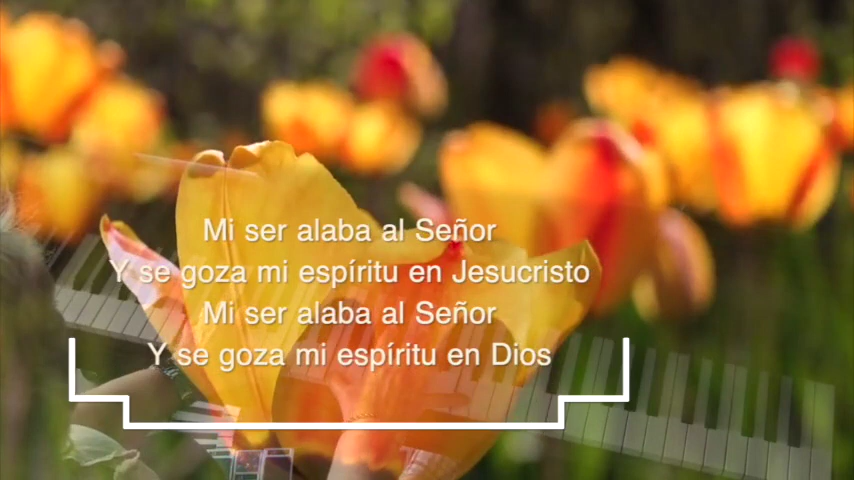 Mi ser alaba al Señor
Y se goza mi espíritu en Jesucristo
Mi ser alaba al Señor
Y se goza mi espíritu en Dios